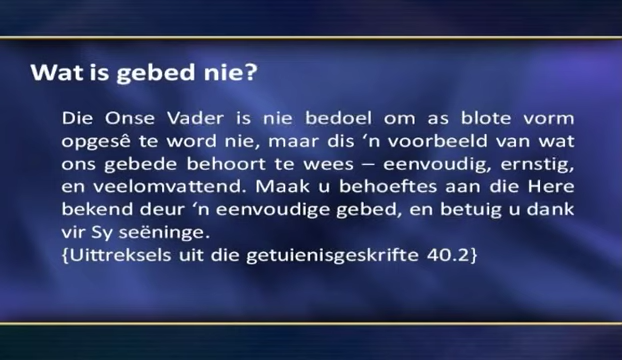 Wat is gebed nie?
Die Onse Vader is nie bedoel om as blote vorm
opgesê te word nie, maar dis ‘n voorbeeld van wat
ons gebede behoort te wees – eenvoudig, ernstig,
en veelomvattend. Maak u behoeftes aan die Here
bekend deur ‘n eenvoudige gebed, en betuig u dank
vir Sy seëninge.
{Uittreksels uit die getuienisgeskrifte 40.2}